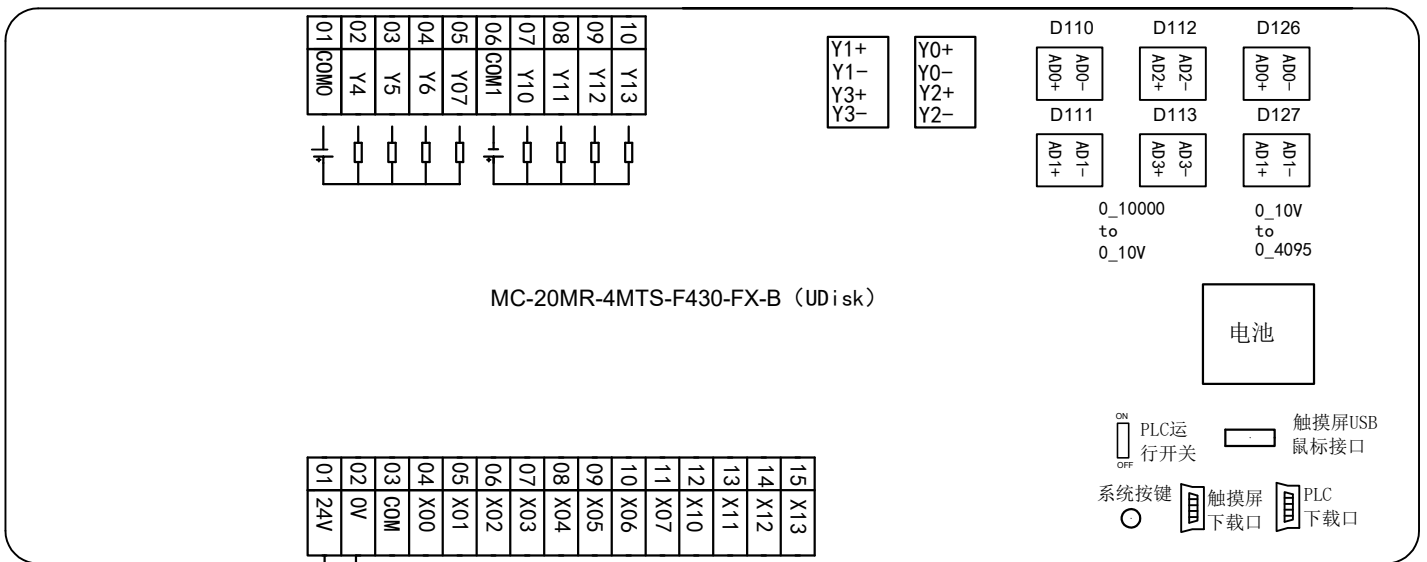 01 02 03 04 05 06 07 08 09 10
COM0 Y4 Y5 Y6 Y07 COM1 Y10 Y11 Y12 Y13
Y1+
Y1-
Y3+
Y3-
Y0+
Y0-
Y2+
Y2-
D110 D112 D126
AD0+ AD0- AD2+ AD2- AD0+ AD0-
D111 D113 D127
AD1+ AD1- AD3+ AD3- AD1+ AD1-
0_10000
to
0_10V
0_10V
to
0_4095
MC-20MR-4MTS-F430-FX-B（UDisk）
电池
ON
OFF
PLC运
行开关
触摸屏USB
鼠标接口
系统按键
触摸屏
下载口
PLC
下载口
01 02 03 04 05 06 07 08 09 10 11 12 13 14 15
24V 0V COM X00 X01 X02 X03 X04 X05 X06 X07 X10 X11 X12 X13